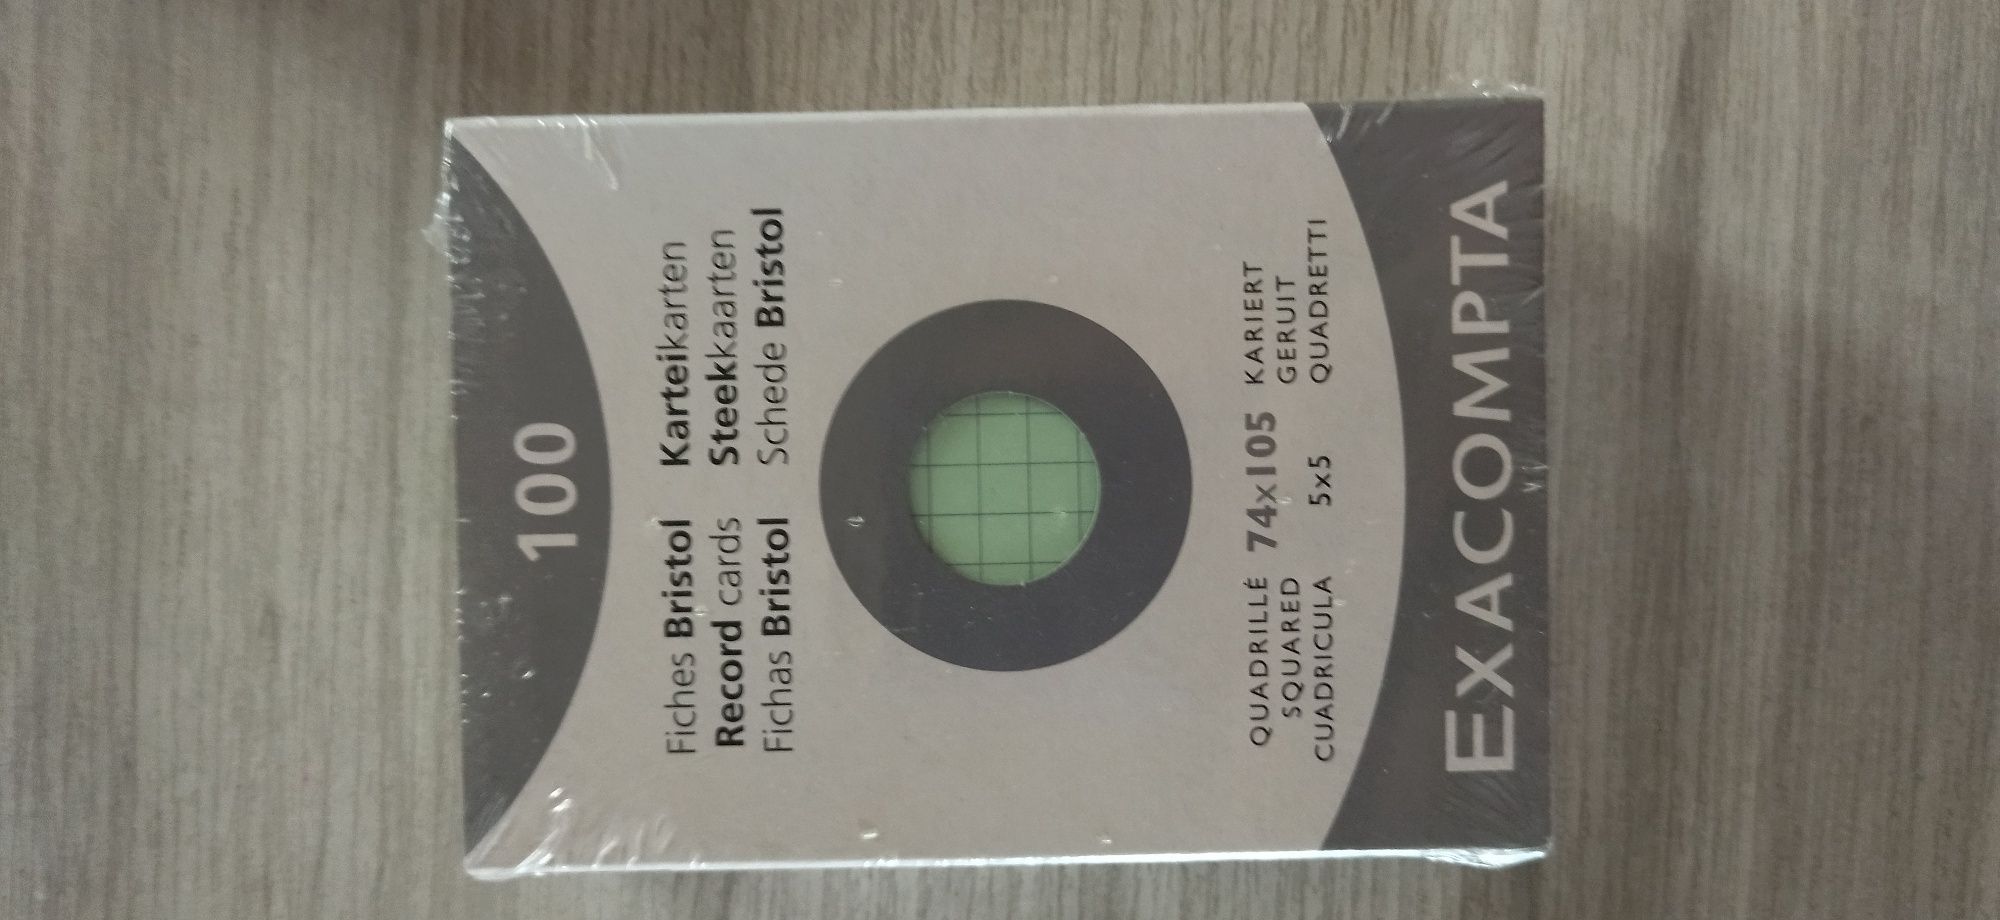 100
Fiches Bristol
Record cards
Fichas Bristol
Karteikarten
Steekkaarten
Schede Bristol
QUADRILLÉ
SQUARED
CUADRICULA
74x105
5x5
KARIERT
GERUIT
QUADRETTI
EXACOMPTA